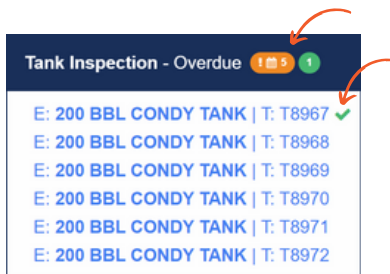 Tank Inspection - Overdue ! 5 1
E: 200 BBL CONDY TANK | T: T8967
E: 200 BBL CONDY TANK | T: T8968
E: 200 BBL CONDY TANK | T: T8969
E: 200 BBL CONDY TANK | T: T8970
E: 200 BBL CONDY TANK | T: T8971
E: 200 BBL CONDY TANK | T: T8972